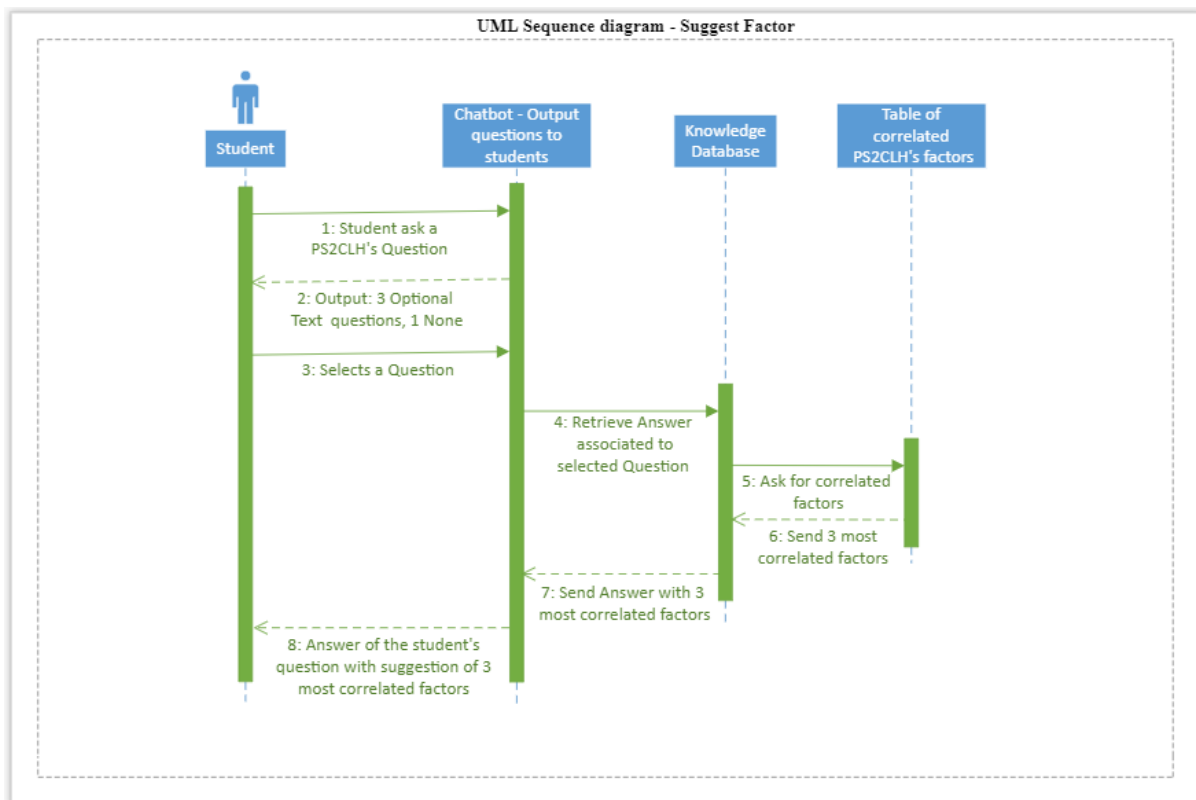 UML Sequence diagram - Suggest Factor
Student
Chatbot - Output
questions to
students
Knowledge
Database
Table of
correlated
PS2CLH's factors
1: Student ask a
PS2CLH's Question
2: Output: 3 Optional
Text questions, 1 None
3: Selects a Question
4: Retrieve Answer
associated to
selected Question
5: Ask for correlated
factors
6: Send 3 most
correlated factors
7: Send Answer with 3
most correlated factors
8: Answer of the student's
question with suggestion of 3
most correlated factors